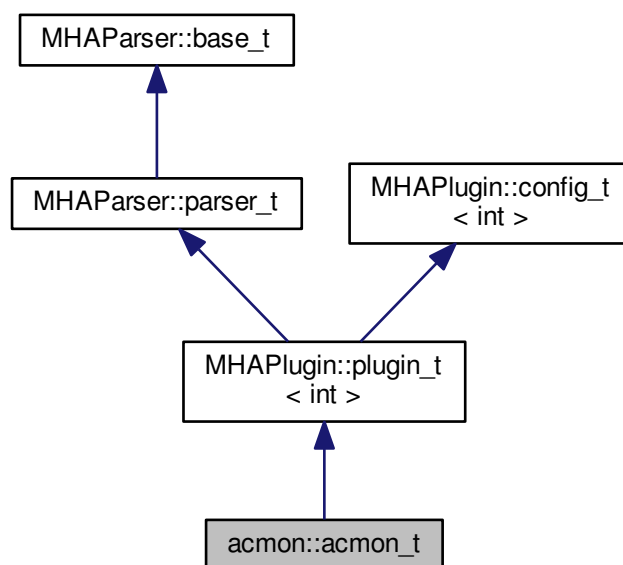 MHAParser::base_t
MHAParser::parser_t
MHAPlugin::config_t
< int >
MHAPlugin::plugin_t
< int >
acmon::acmon_t